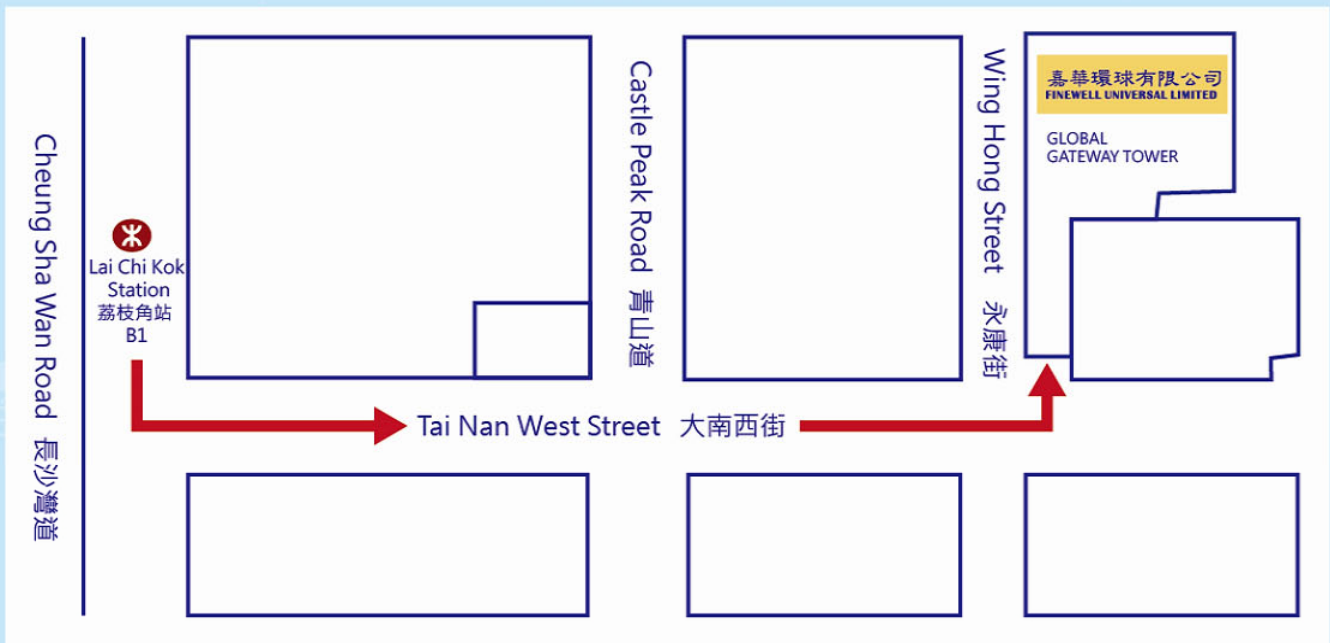 Cheung Sha Wan Road 長沙灣道
Lai Chi Kok
Station
荔枝角站
B1
Castle Peak Road 青山道
Wing Hong Street 永康街
嘉華環球有限公司
FINEWELL UNIVERSAL LIMITED
GLOBAL
GATEWAY TOWER
Tai Nan West Street 大南西街